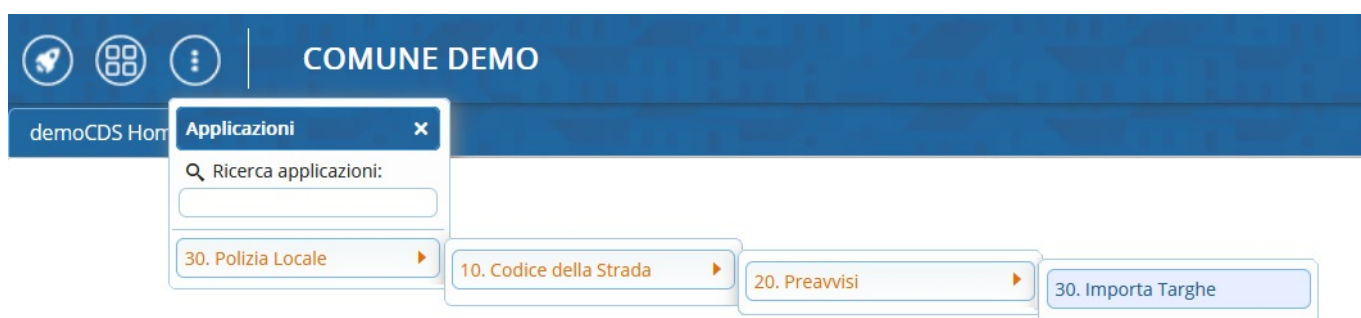 COMUNE DEMO
demoCDS Hom
Applicazioni ×
Ricerca applicazioni:
30. Polizia Locale
10. Codice della Strada
20. Preavvisi
30. Importa Targhe